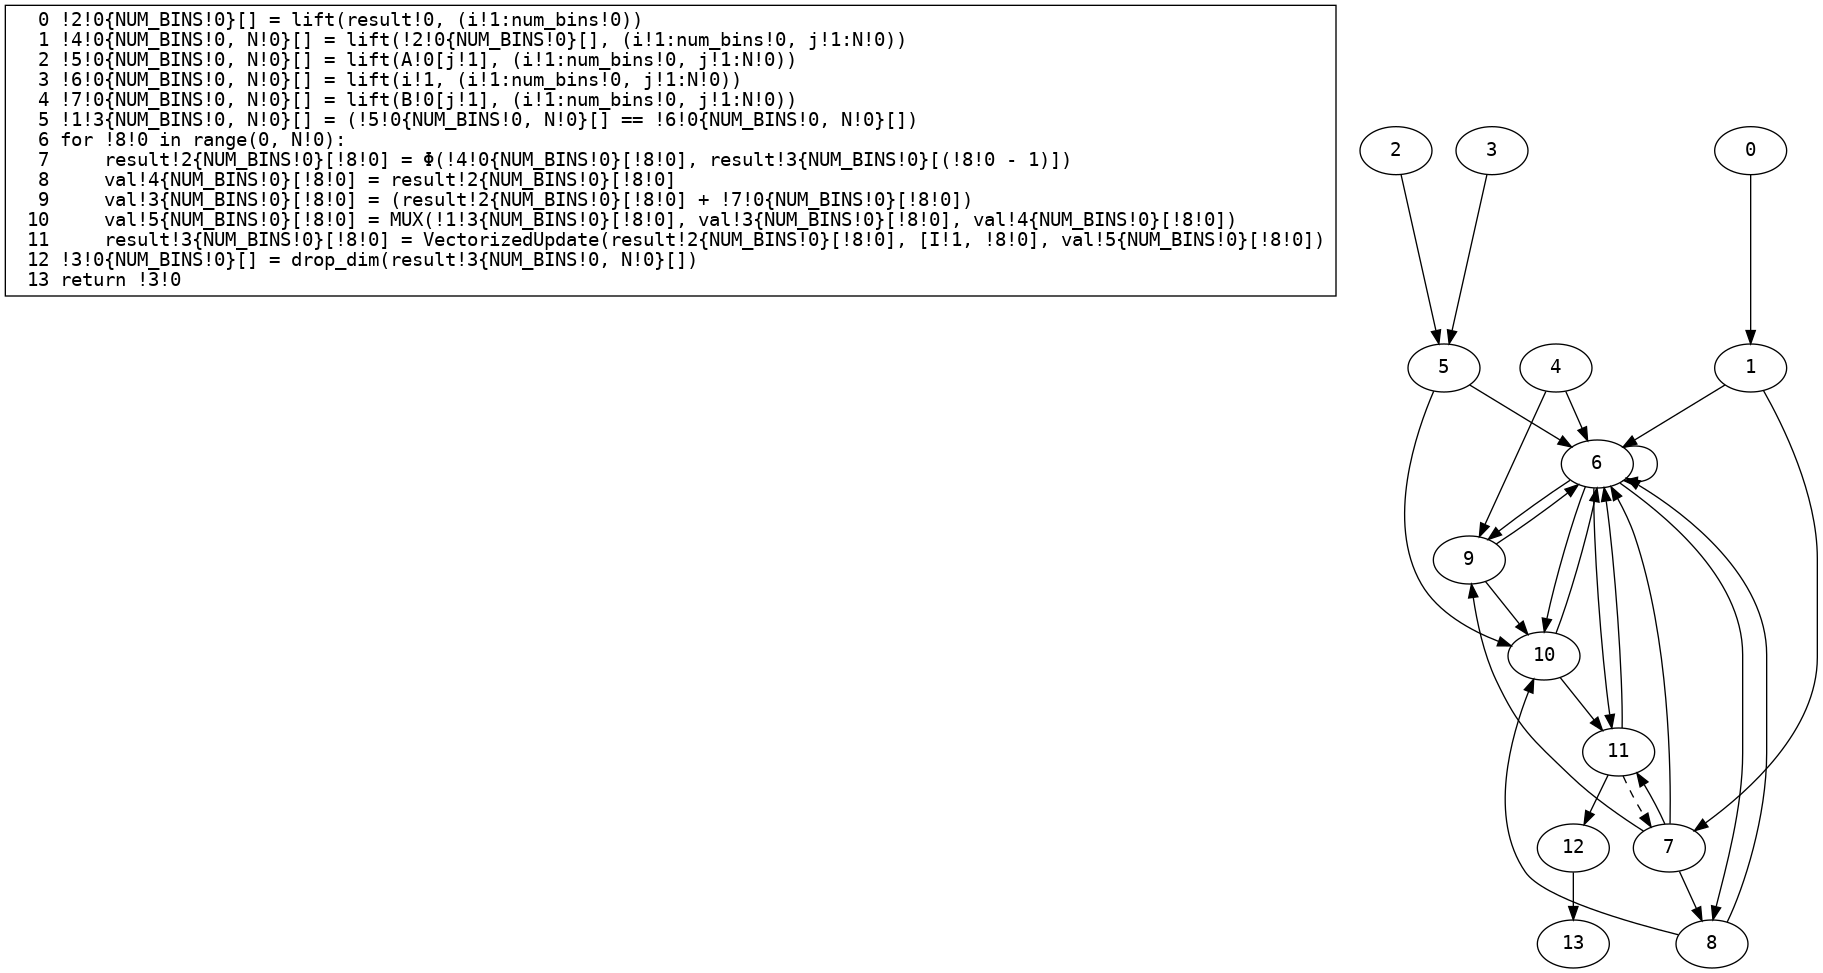 0 !2!0{NUM_BINS!0}[] = lift(result!0, (i!1:num_bins!0))
1 !4!0{NUM_BINS!0, N!0}[] = lift(!2!0{NUM_BINS!0}[], (i!1:num_bins!0, j!1:N!0))
2 !5!0{NUM_BINS!0, N!0}[] = lift(A!0[j!1], (i!1:num_bins!0, j!1:N!0))
3 !6!0{NUM_BINS!0, N!0}[] = lift(i!1, (i!1:num_bins!0, j!1:N!0))
4 !7!0{NUM_BINS!0, N!0}[] = lift(B!0[j!1], (i!1:num_bins!0, j!1:N!0))
5 !1!3{NUM_BINS!0, N!0}[] = (!5!0{NUM_BINS!0, N!0}[] == !6!0{NUM_BINS!0, N!0}[])
6 for !8!0 in range(0, N!0):
7     result!2{NUM_BINS!0}[!8!0] = Φ(!4!0{NUM_BINS!0}[!8!0], result!3{NUM_BINS!0}[(!8!0 - 1)])
8     val!4{NUM_BINS!0}[!8!0] = result!2{NUM_BINS!0}[!8!0]
9     val!3{NUM_BINS!0}[!8!0] = (result!2{NUM_BINS!0}[!8!0] + !7!0{NUM_BINS!0}[!8!0])
10     val!5{NUM_BINS!0}[!8!0] = MUX(!1!3{NUM_BINS!0}[!8!0], val!3{NUM_BINS!0}[!8!0], val!4{NUM_BINS!0}[!8!0])
11     result!3{NUM_BINS!0}[!8!0] = VectorizedUpdate(result!2{NUM_BINS!0}[!8!0], [I!1, !8!0], val!5{NUM_BINS!0}[!8!0])
12 !3!0{NUM_BINS!0}[] = drop_dim(result!3{NUM_BINS!0, N!0}[])
13 return !3!0
2
3
0
5
4
1
6
9
10
11
12
7
13
8